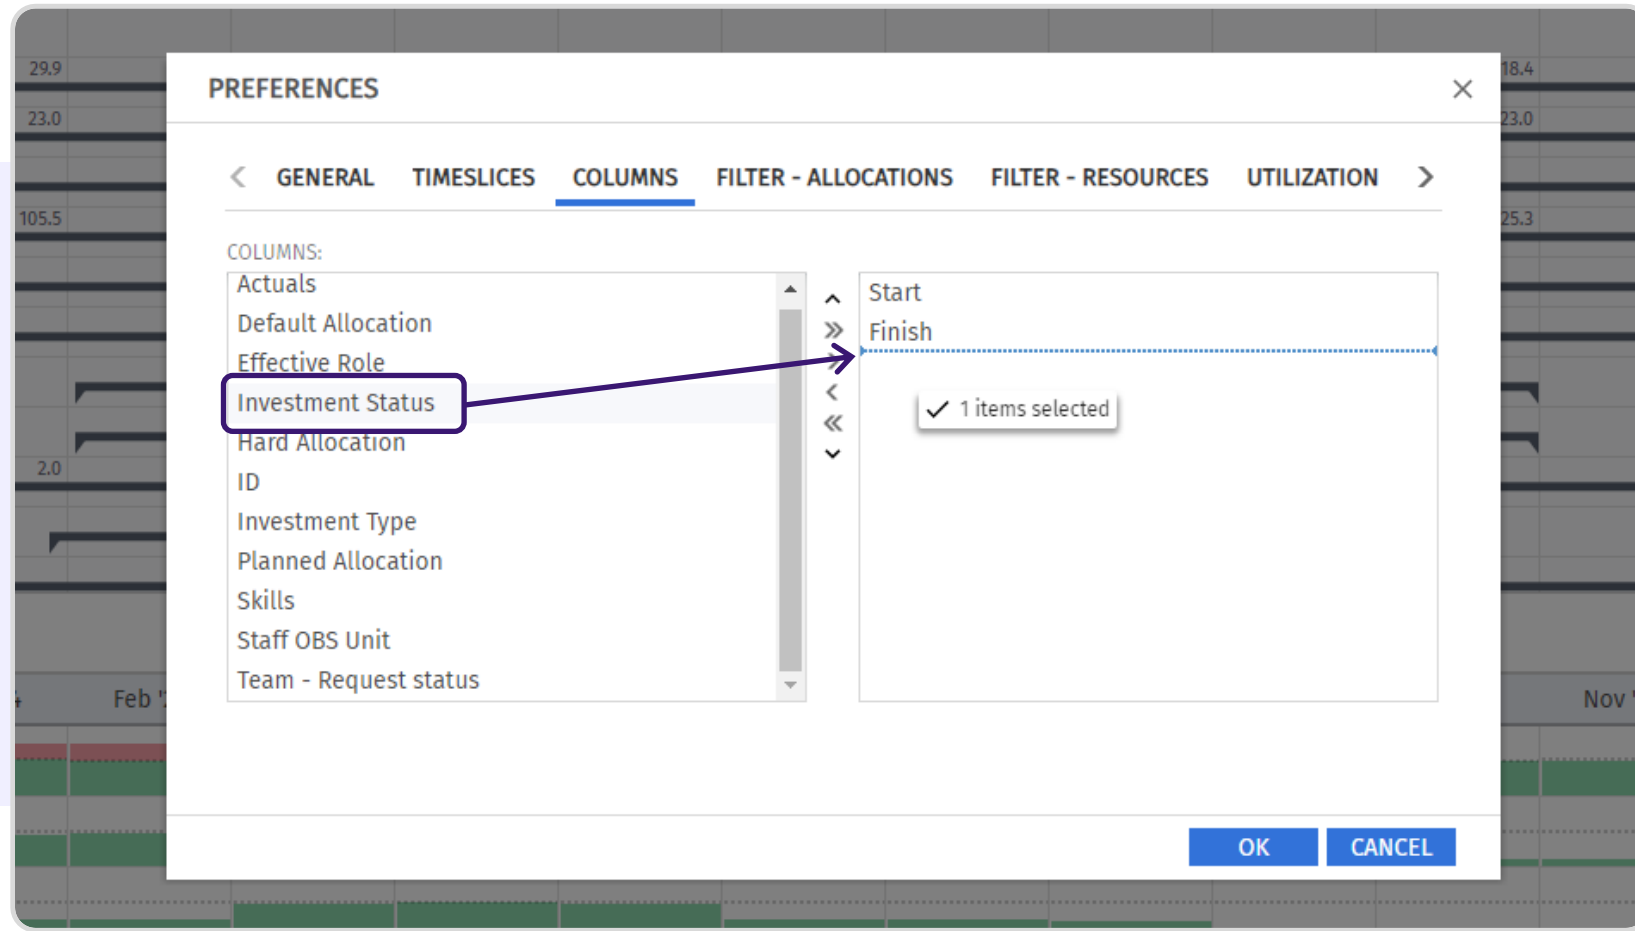 29.9
18.4
PREFERENCES
23.0
23.0
GENERAL TIMESLICES COLUMNS FILTER - ALLOCATIONS FILTER - RESOURCES UTILIZATION
105.5
25.3
COLUMNS:
Actuals
Default Allocation
Effective Role
Investment Status
Hard Allocation
ID
Investment Type
Planned Allocation
Skills
Staff OBS Unit
Team - Request status
Start
Finish
1 items selected
2.0
Feb '
Nov '
OK CANCEL